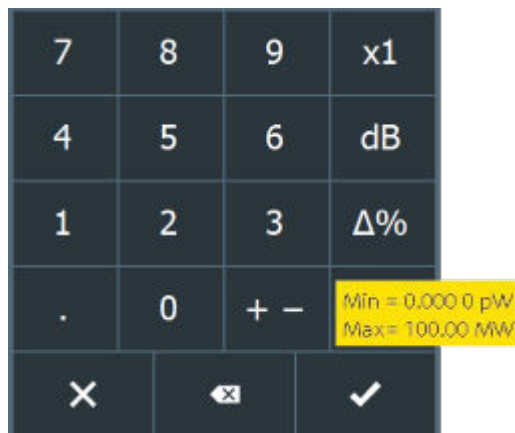 7 8 9 x1
4 5 6 dB
1 2 3 Δ%
. 0 + −
Min = 0.000 0 pW
Max= 100.00 MW